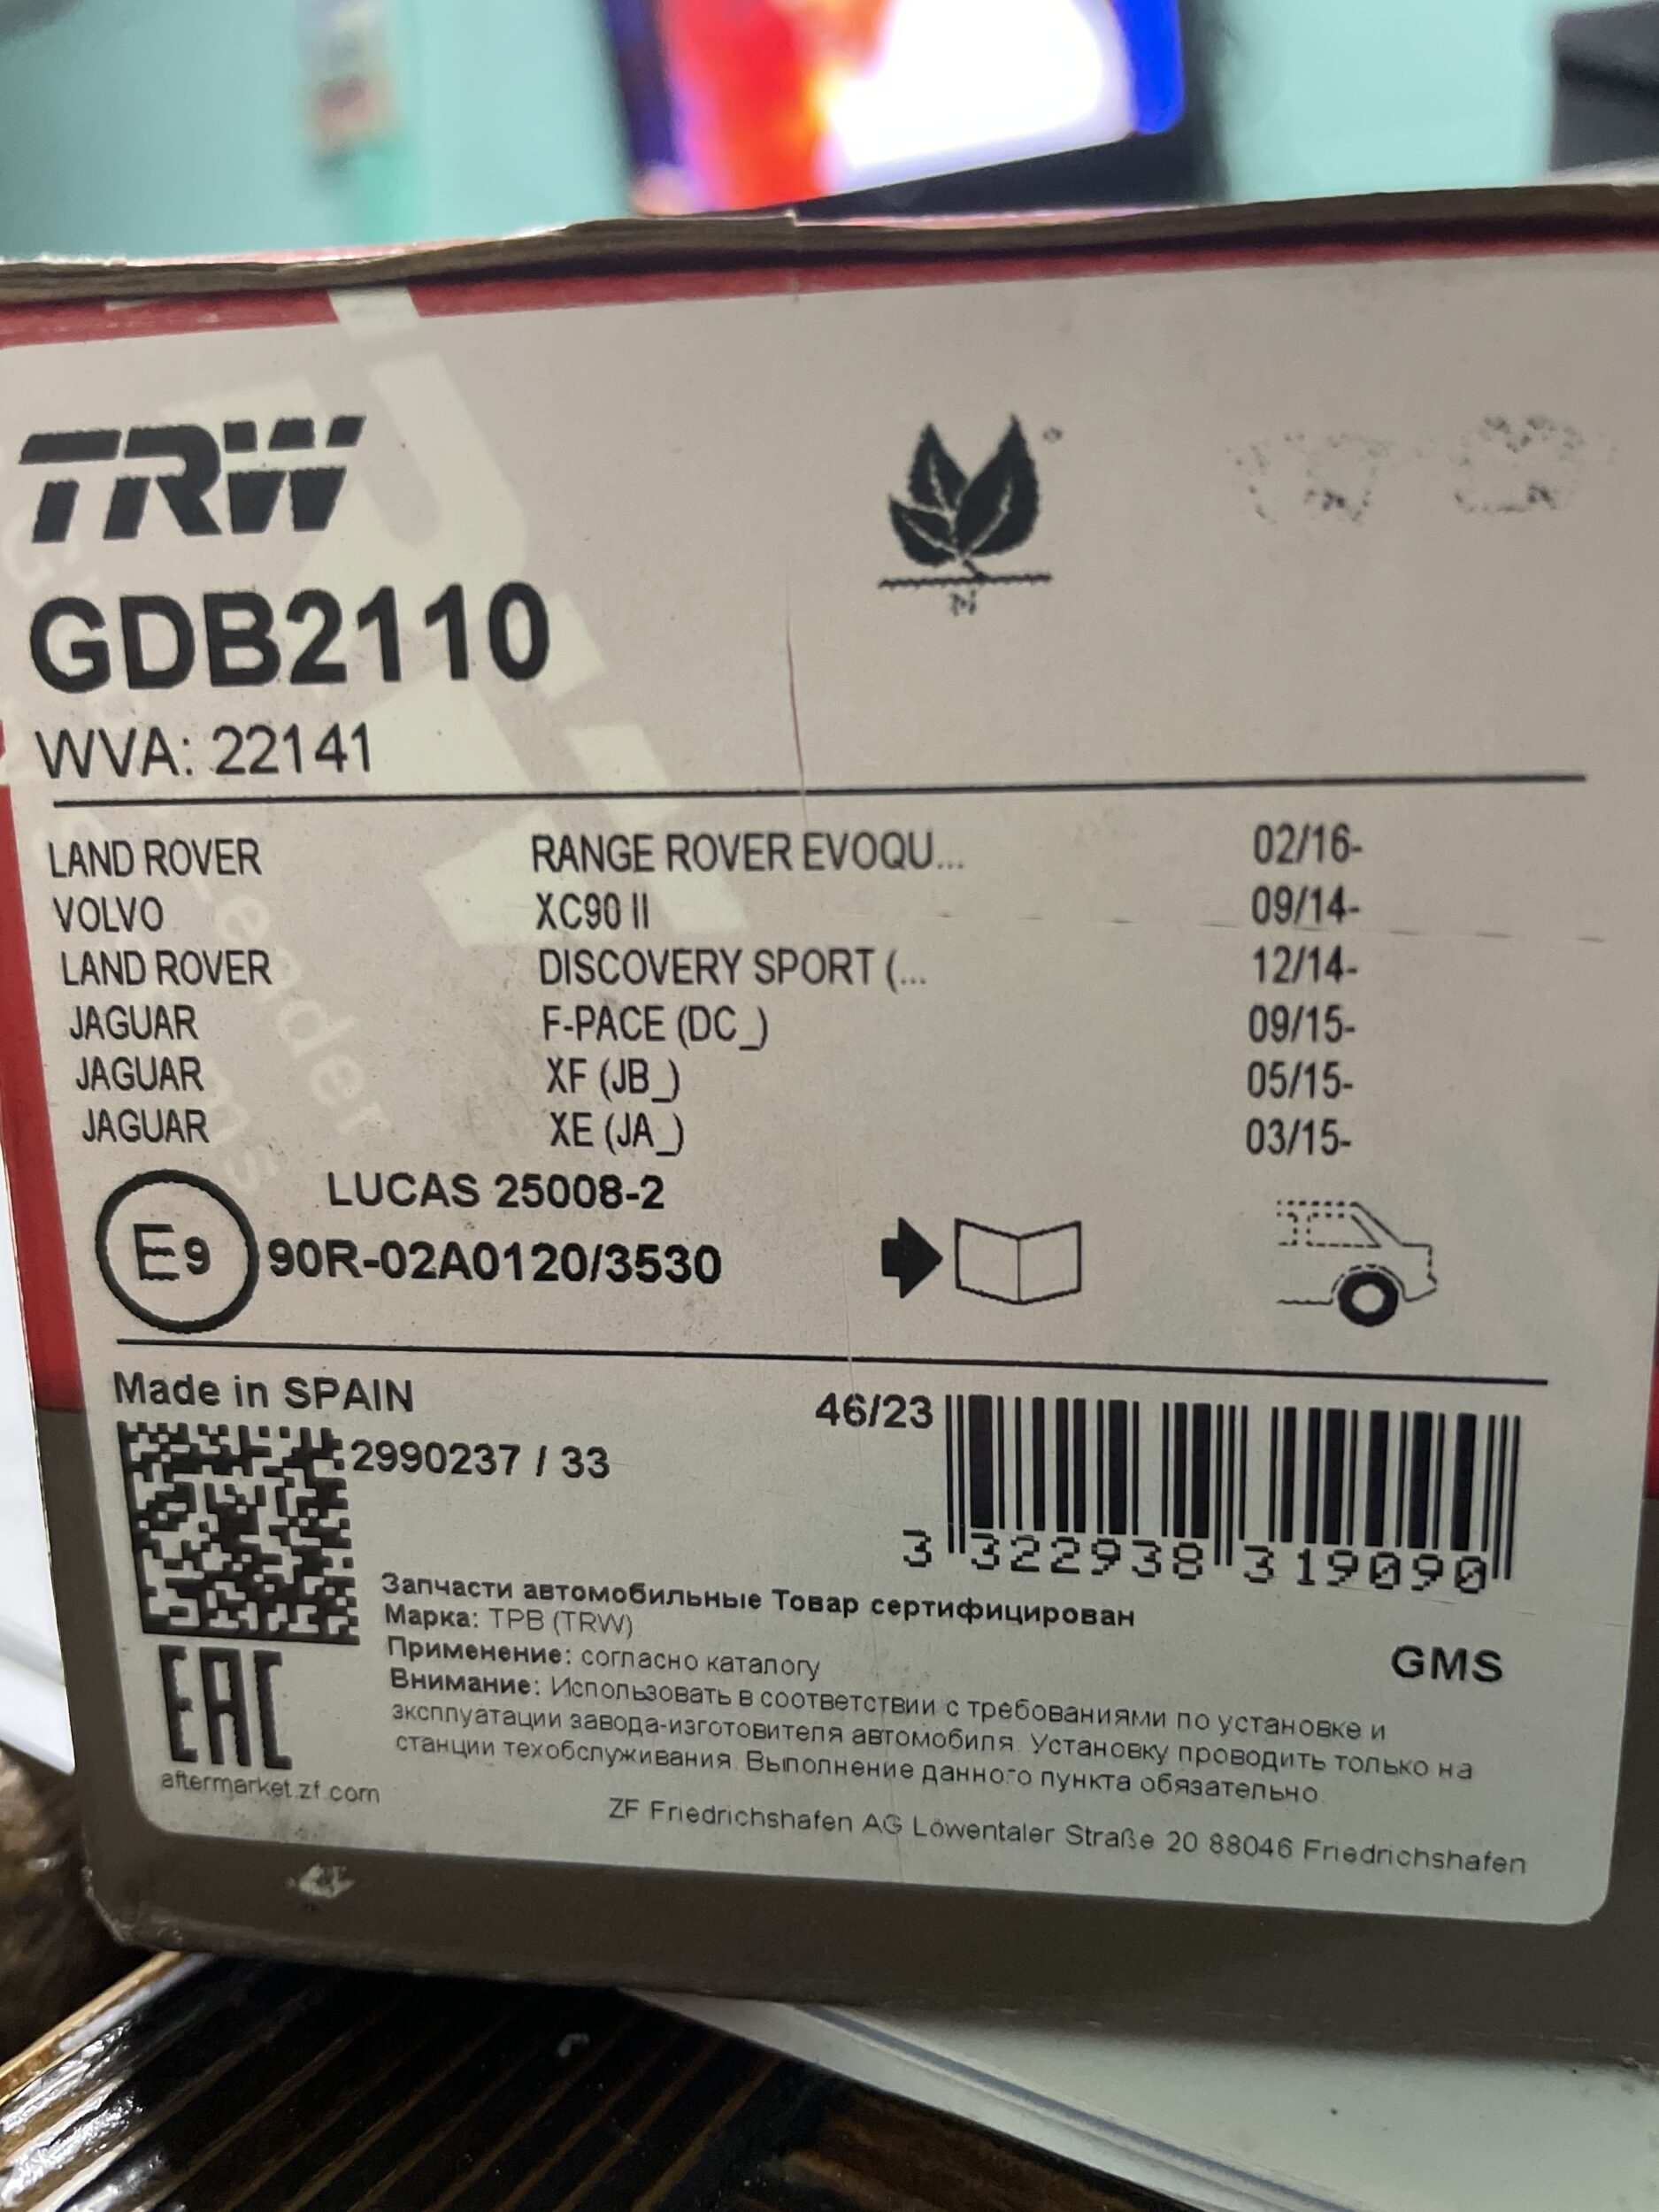 TRW
GDB2110
WVA: 22141
LAND ROVER RANGE ROVER EVOQU... 02/16-
VOLVO XC90 II 09/14-
LAND ROVER DISCOVERY SPORT (... 12/14-
JAGUAR F-PACE (DC_) 09/15-
JAGUAR XF (JB_) 05/15-
JAGUAR XE (JA_) 03/15-
LUCAS 25008-2
E9 90R-02A0120/3530
Made in SPAIN
46/23
2990237 / 33
3 322938 319090
Запчасти автомобильные Товар сертифицирован
Марка: ТРВ (TRW)
Применение: согласно каталогу
GMS
Внимание: Использовать в соответствии с требованиями по установке и
эксплуатации завода-изготовителя автомобиля. Установку проводить только на
станции техобслуживания. Выполнение данного пункта обязательно.
EAC
aftermarket.zf.com
ZF Friedrichshafen AG Löwentaler Straße 20 88046 Friedrichshafen